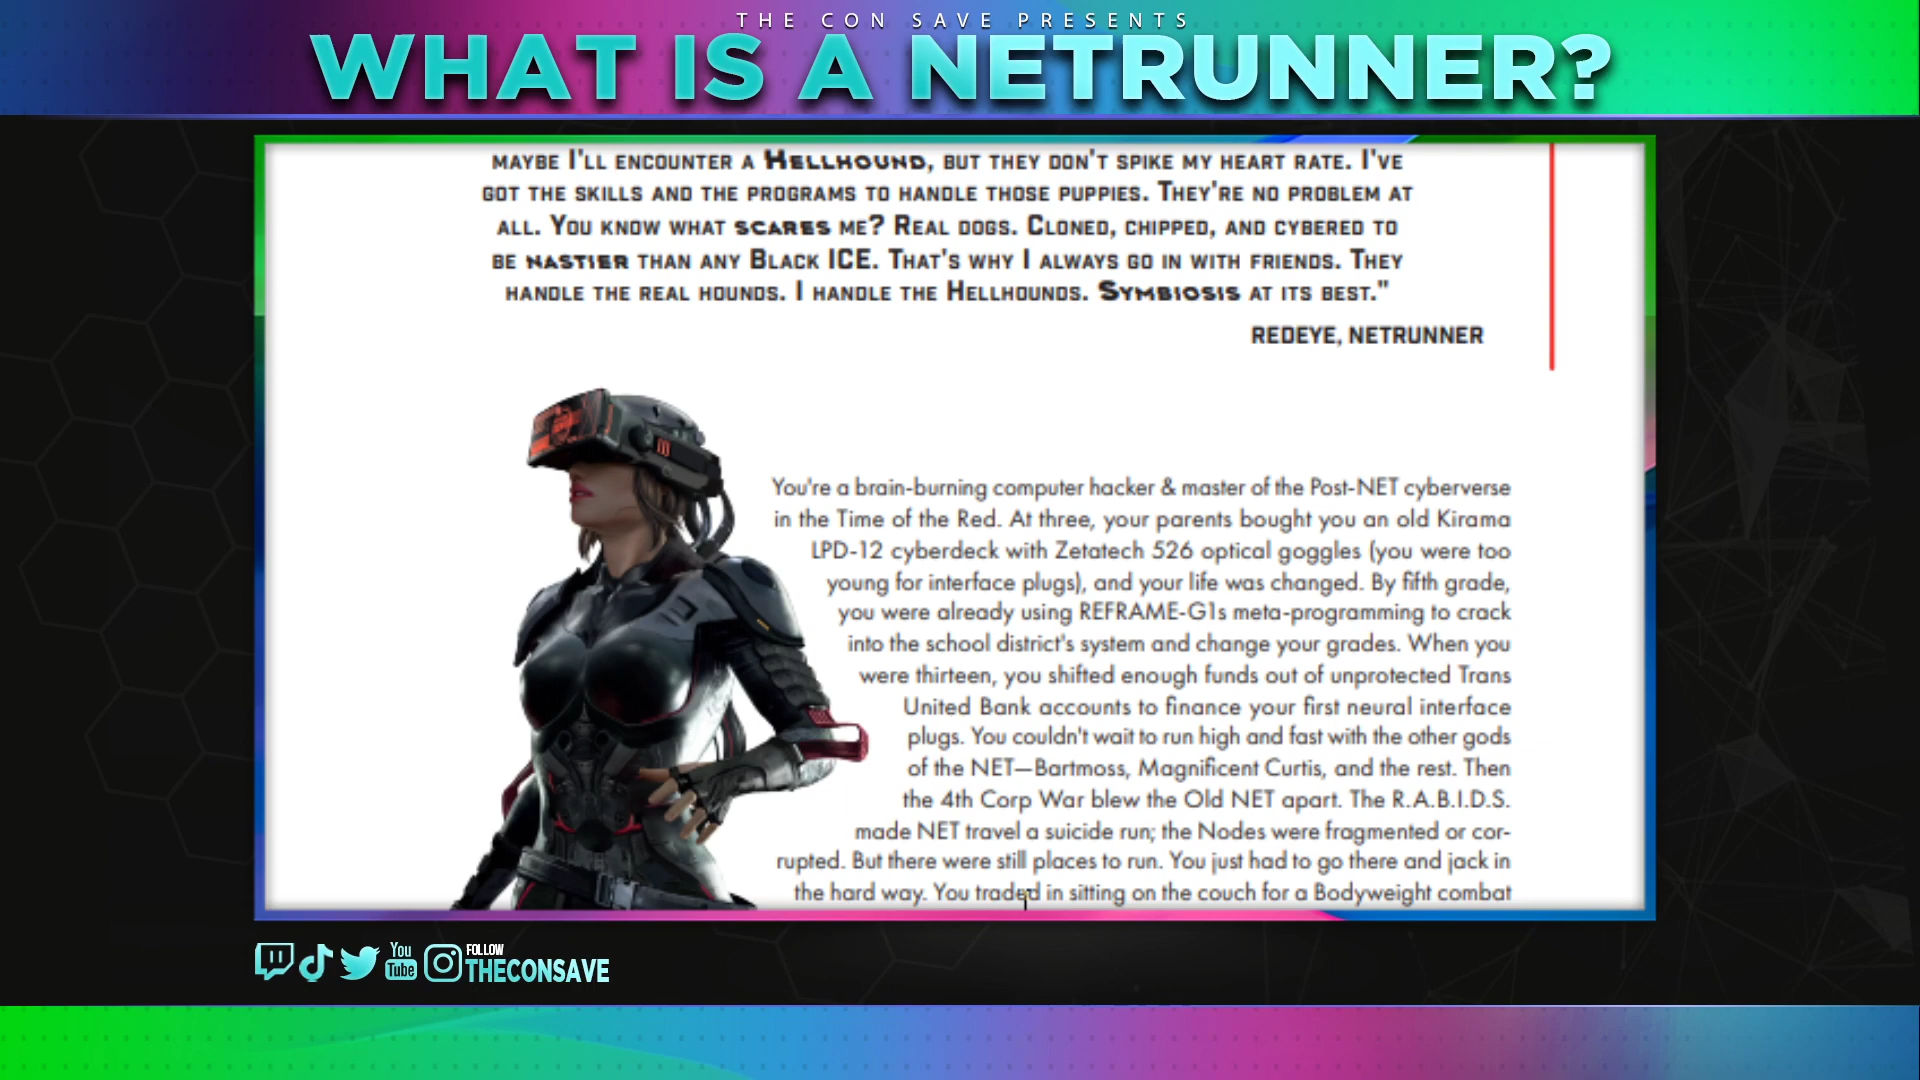 THE CON SAVE PRESENTS
WHAT IS A NETRUNNER?
MAYBE I'LL ENCOUNTER A HELLHOUND, BUT THEY DON'T SPIKE MY HEART RATE. I'VE
GOT THE SKILLS AND THE PROGRAMS TO HANDLE THOSE PUPPIES. THEY'RE NO PROBLEM AT
ALL. YOU KNOW WHAT SCARES ME? REAL DOGS. CLONED, CHIPPED, AND CYBERED TO
BE NASTIER THAN ANY BLACK ICE. THAT'S WHY I ALWAYS GO IN WITH FRIENDS. THEY
HANDLE THE REAL HOUNDS. I HANDLE THE HELLHOUNDS. SYMBIOSIS AT ITS BEST."
REDEYE, NETRUNNER
You're a brain-burning computer hacker & master of the Post-NET cyberverse
in the Time of the Red. At three, your parents bought you an old Kirama
LPD-12 cyberdeck with Zetatech 526 optical goggles (you were too
young for interface plugs), and your life was changed. By fifth grade,
you were already using REFRAME-G1s meta-programming to crack
into the school district's system and change your grades. When you
were thirteen, you shifted enough funds out of unprotected Trans
United Bank accounts to finance your first neural interface
plugs. You couldn't wait to run high and fast with the other gods
of the NET—Bartmoss, Magnificent Curtis, and the rest. Then
the 4th Corp War blew the Old NET apart. The R.A.B.I.D.S.
made NET travel a suicide run; the Nodes were fragmented or cor-
rupted. But there were still places to run. You just had to go there and jack in
the hard way. You traded in sitting on the couch for a Bodyweight combat
You
Tube
FOLLOW
THECONSAVE